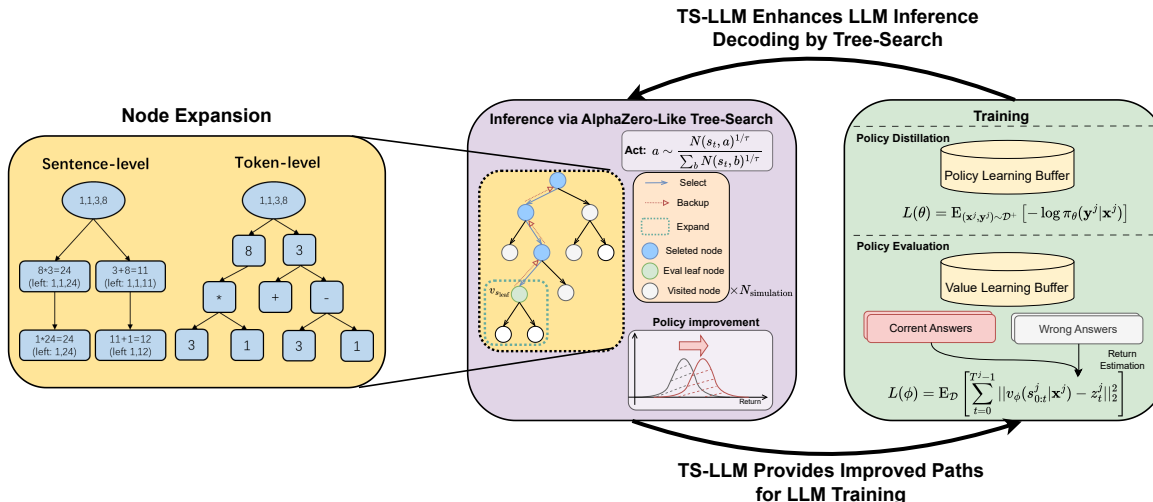 TS-LLM Enhances LLM Inference
Decoding by Tree-Search
Node Expansion
Sentence-level
Token-level
1,1,3,8
8*3=24
(left: 1,1,24)
3+8=11
(left: 1,1,11)
1*24=24
(left: 1,24)
11+1=12
(left 1,12)
1,1,3,8
8
3
*
+
-
3
1
3
1
Inference via AlphaZero-Like Tree-Search
Act: a ∼ N(s_t, a)^{1/τ} / ∑_b N(s_t, b)^{1/τ}
Select
Backup
Expand
Seleted node
Eval leaf node
Visited node
×N_simulation
v_{s_leaf}
Policy improvement
Return
Training
Policy Distillation
Policy Learning Buffer
L(θ) = E_{(x^j,y^j)∼D^+} [− log π_θ(y^j|x^j)]
Policy Evaluation
Value Learning Buffer
Corrent Answers
Wrong Answers
Return
Estimation
L(ϕ) = E_D [∑_{t=0}^{T^j−1} ||v_ϕ(s^j_{0:t}|x^j) − z^j_t||^2_2]
TS-LLM Provides Improved Paths
for LLM Training